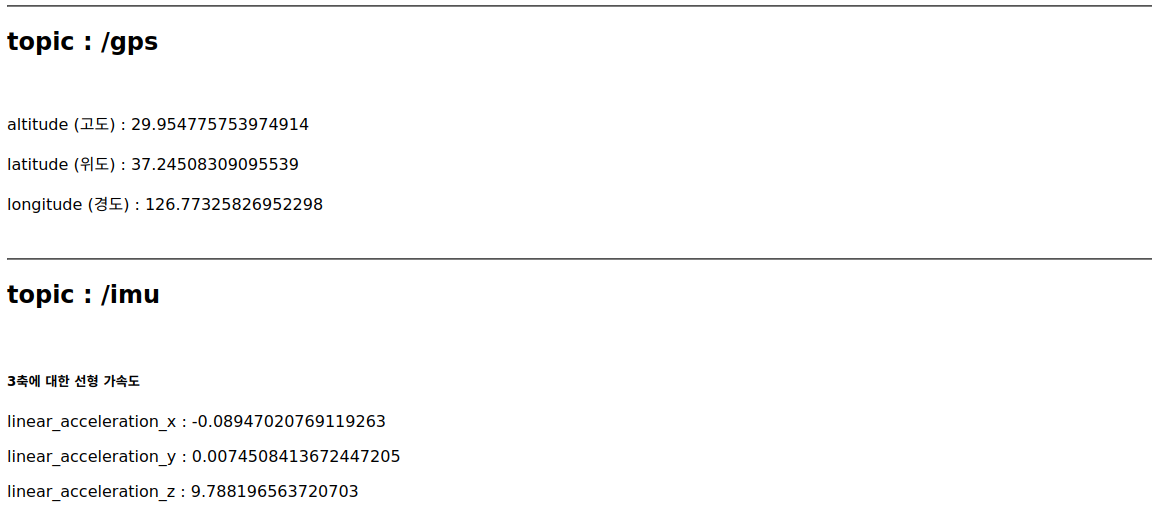 topic : /gps
altitude (고도) : 29.954775753974914
latitude (위도) : 37.24508309095539
longitude (경도) : 126.77325826952298
topic : /imu
3축에 대한 선형 가속도
linear_acceleration_x : -0.08947020769119263
linear_acceleration_y : 0.0074508413672447205
linear_acceleration_z : 9.788196563720703